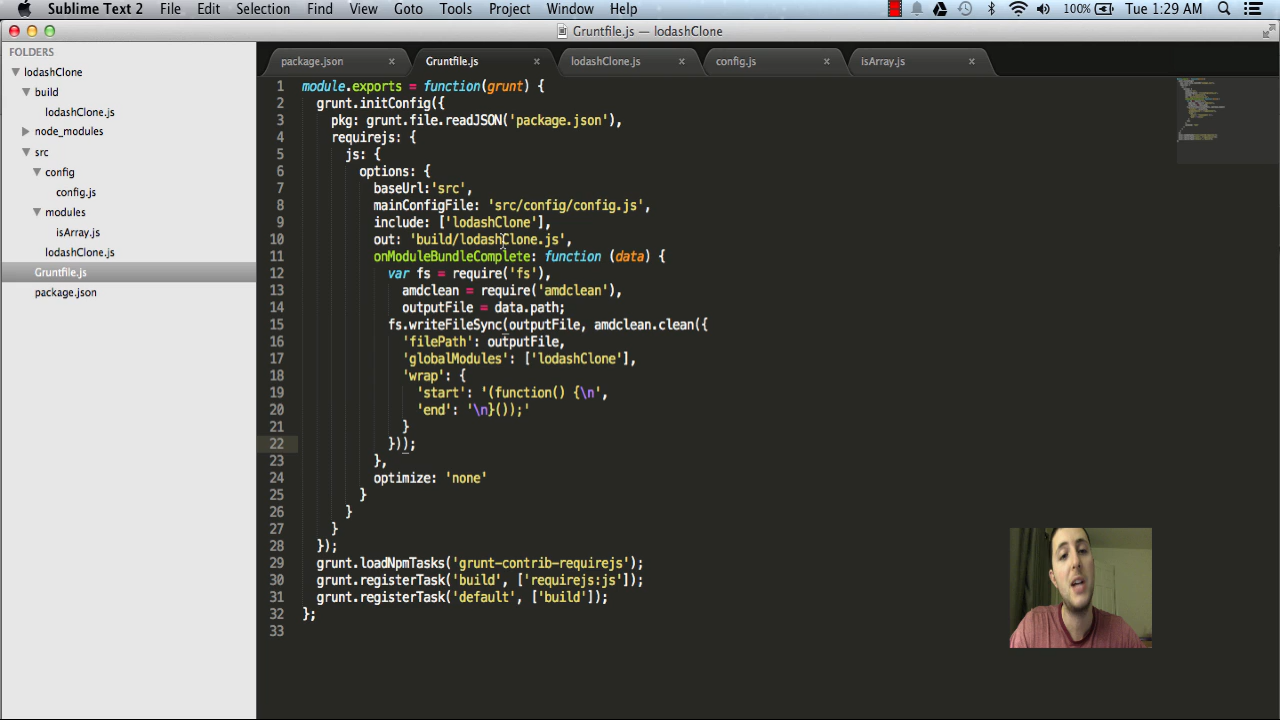 Sublime Text 2 File Edit Selection Find View Goto Tools Project Window Help 100% Tue 1:29 AM
Gruntfile.js — lodashClone
FOLDERS
lodashClone
build
lodashClone.js
node_modules
src
config
config.js
modules
isArray.js
lodashClone.js
Gruntfile.js
package.json
package.json × Gruntfile.js × lodashClone.js × config.js × isArray.js ×
1 module.exports = function(grunt) {
2 grunt.initConfig({
3 pkg: grunt.file.readJSON('package.json'),
4 requirejs: {
5 js: {
6 options: {
7 baseUrl:'src',
8 mainConfigFile: 'src/config/config.js',
9 include: ['lodashClone'],
10 out: 'build/lodashClone.js',
11 onModuleBundleComplete: function (data) {
12 var fs = require('fs'),
13 amdclean = require('amdclean'),
14 outputFile = data.path;
15 fs.writeFileSync(outputFile, amdclean.clean({
16 'filePath': outputFile,
17 'globalModules': ['lodashClone'],
18 'wrap': {
19 'start': '(function() {\n',
20 'end': '\n}());'
21 }
22 }));
23 },
24 optimize: 'none'
25 }
26 }
27 }
28 });
29 grunt.loadNpmTasks('grunt-contrib-requirejs');
30 grunt.registerTask('build', ['requirejs:js']);
31 grunt.registerTask('default', ['build']);
32 };
33